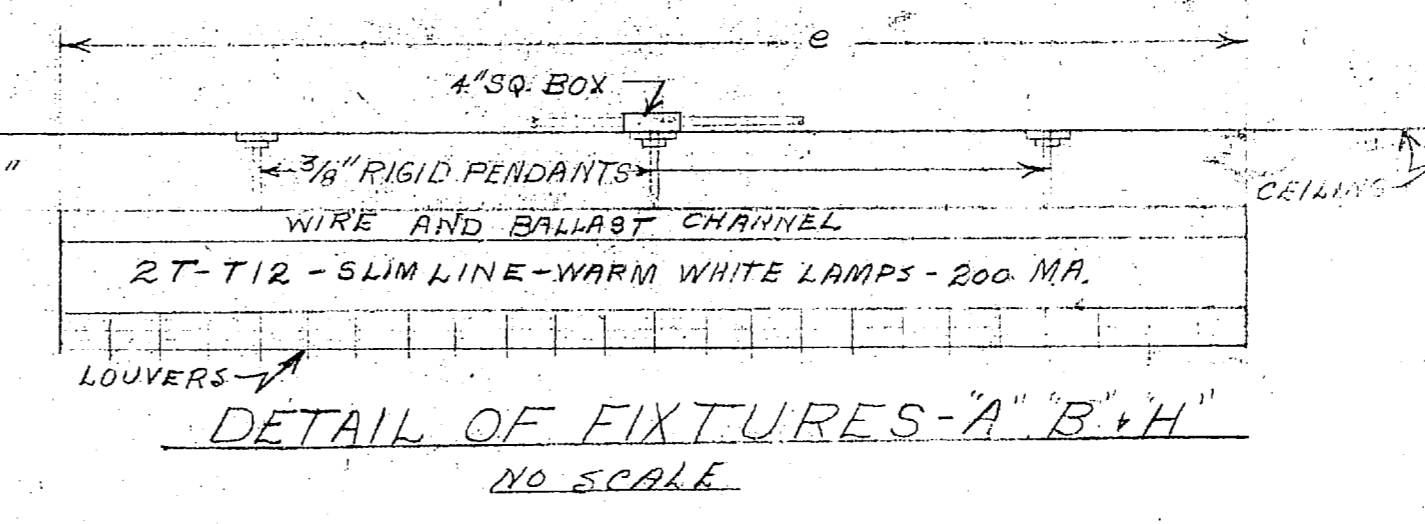 e
4" SQ. BOX
"
3/8" RIGID PENDANTS
CEILING
WIRE AND BALLAST CHANNEL
2T-T12-SLIM LINE-WARM WHITE LAMPS-200 MA.
LOUVERS
DETAIL OF FIXTURES-"A" "B" & "H"
NO SCALE